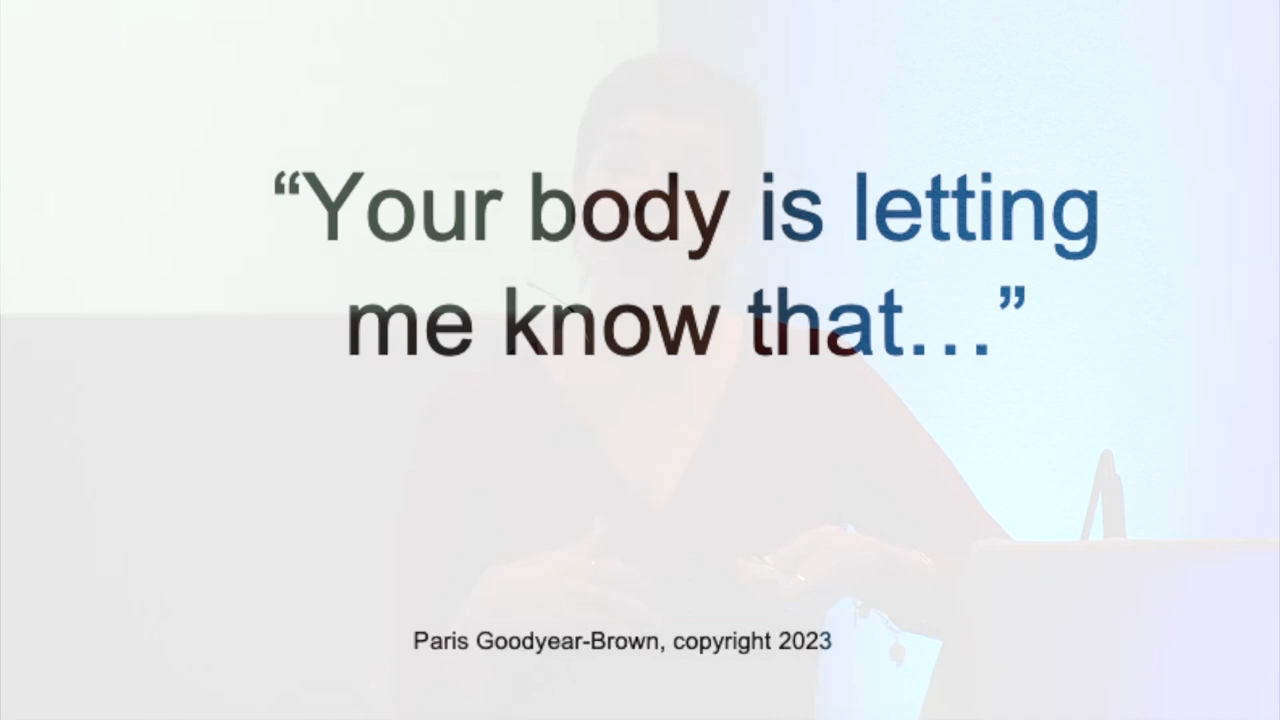 “Your body is letting
me know that…”
Paris Goodyear-Brown, copyright 2023